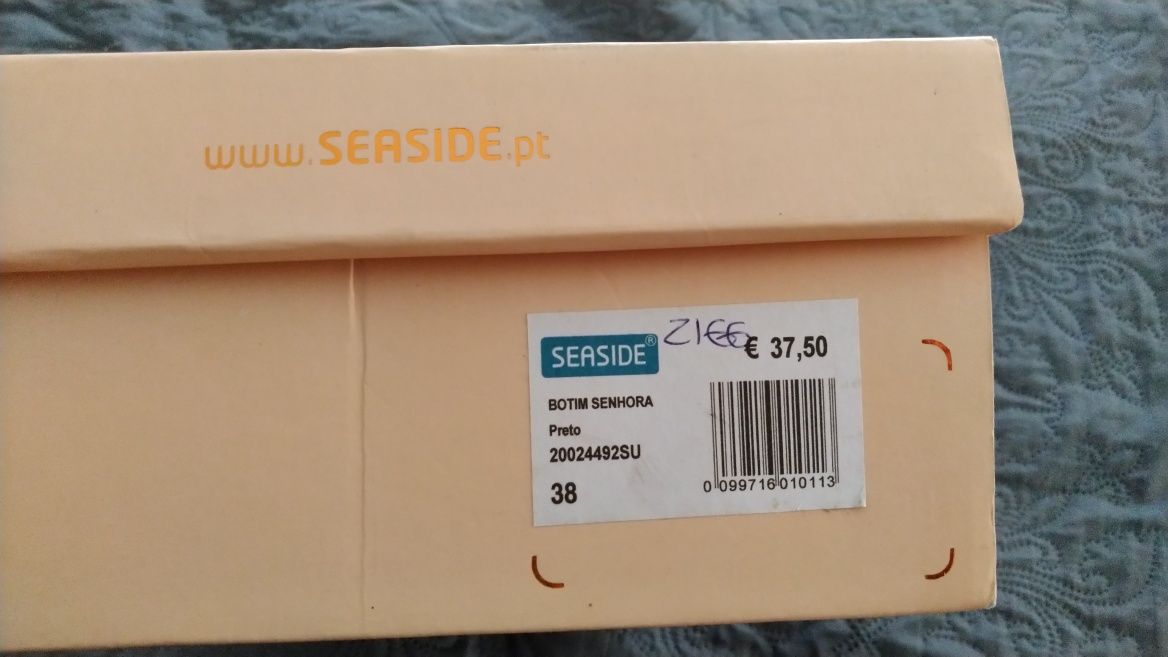 www.SEASIDE.pt
SEASIDE® € 37,50
BOTIM SENHORA
Preto
20024492SU
38
0 099716 010113